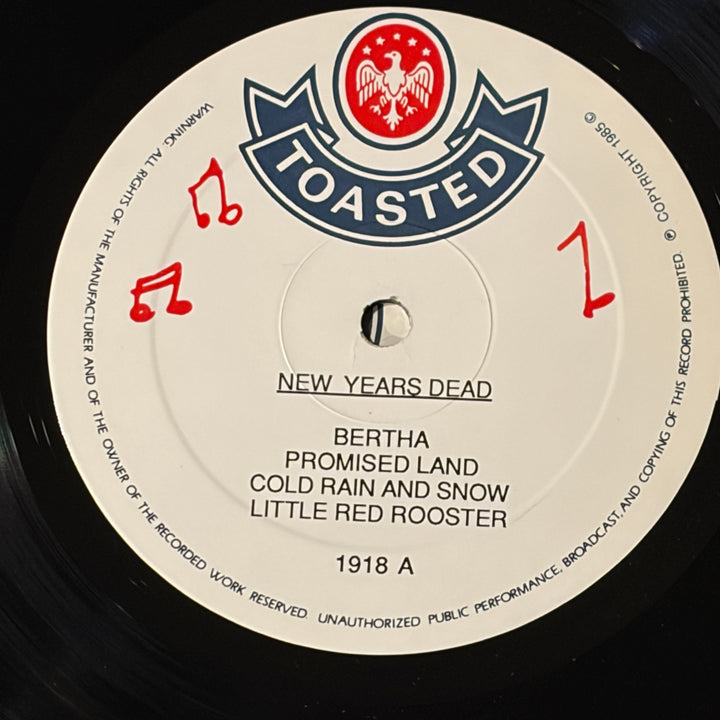 TOASTED
NEW YEARS DEAD
BERTHA
PROMISED LAND
COLD RAIN AND SNOW
LITTLE RED ROOSTER
1918 A
WARNING: ALL RIGHTS OF THE MANUFACTURER AND OF THE OWNER OF THE RECORDED WORK RESERVED. UNAUTHORIZED PUBLIC PERFORMANCE, BROADCAST, AND COPYING OF THIS RECORD PROHIBITED. ℗ COPYRIGHT 1985 ©